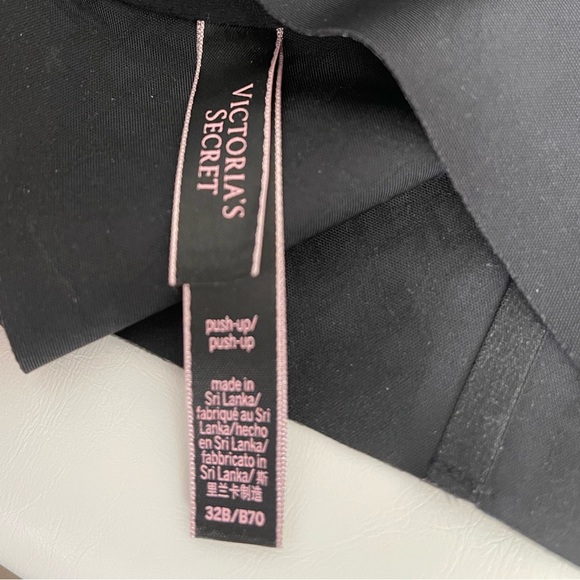 VICTORIA'S
SECRET
push-up/
push-up
made in
Sri Lanka/
fabriqué au Sri
Lanka/hecho
en Sri Lanka/
fabbricato in
Sri Lanka/ 斯
里兰卡制造
32B/B70